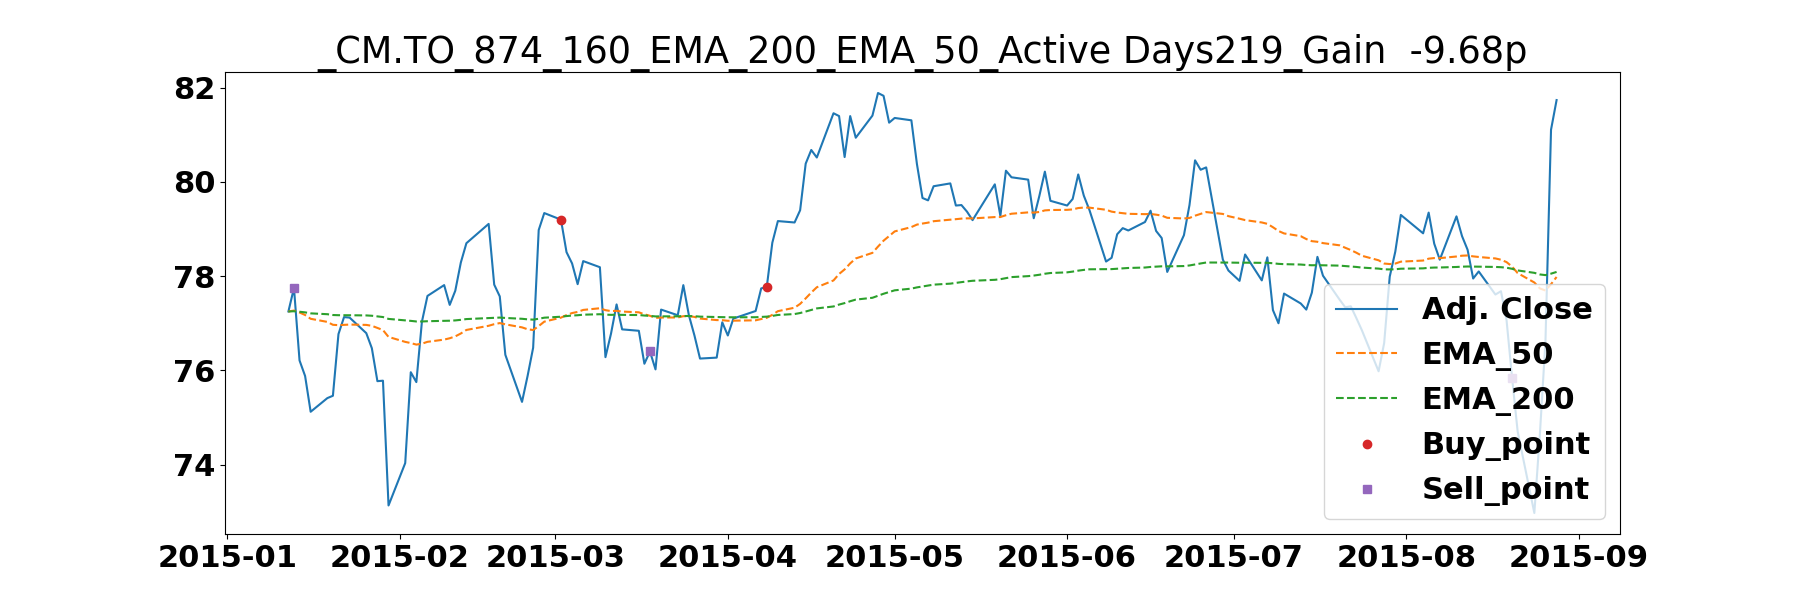 _CM.TO_874_160_EMA_200_EMA_50_Active Days219_Gain  -9.68p
82
80
78
76
74
Adj. Close
EMA_50
EMA_200
Buy_point
Sell_point
2015-01 2015-02 2015-03 2015-04 2015-05 2015-06 2015-07 2015-08 2015-09